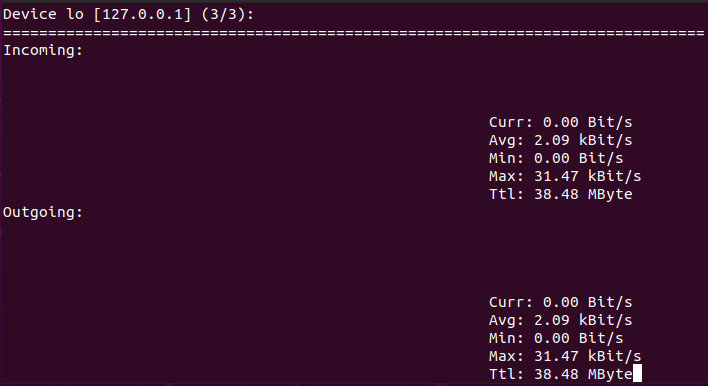 Device lo [127.0.0.1] (3/3):
==============================================================================
Incoming:
Curr: 0.00 Bit/s
Avg: 2.09 kBit/s
Min: 0.00 Bit/s
Max: 31.47 kBit/s
Ttl: 38.48 MByte
Outgoing:
Curr: 0.00 Bit/s
Avg: 2.09 kBit/s
Min: 0.00 Bit/s
Max: 31.47 kBit/s
Ttl: 38.48 MByte